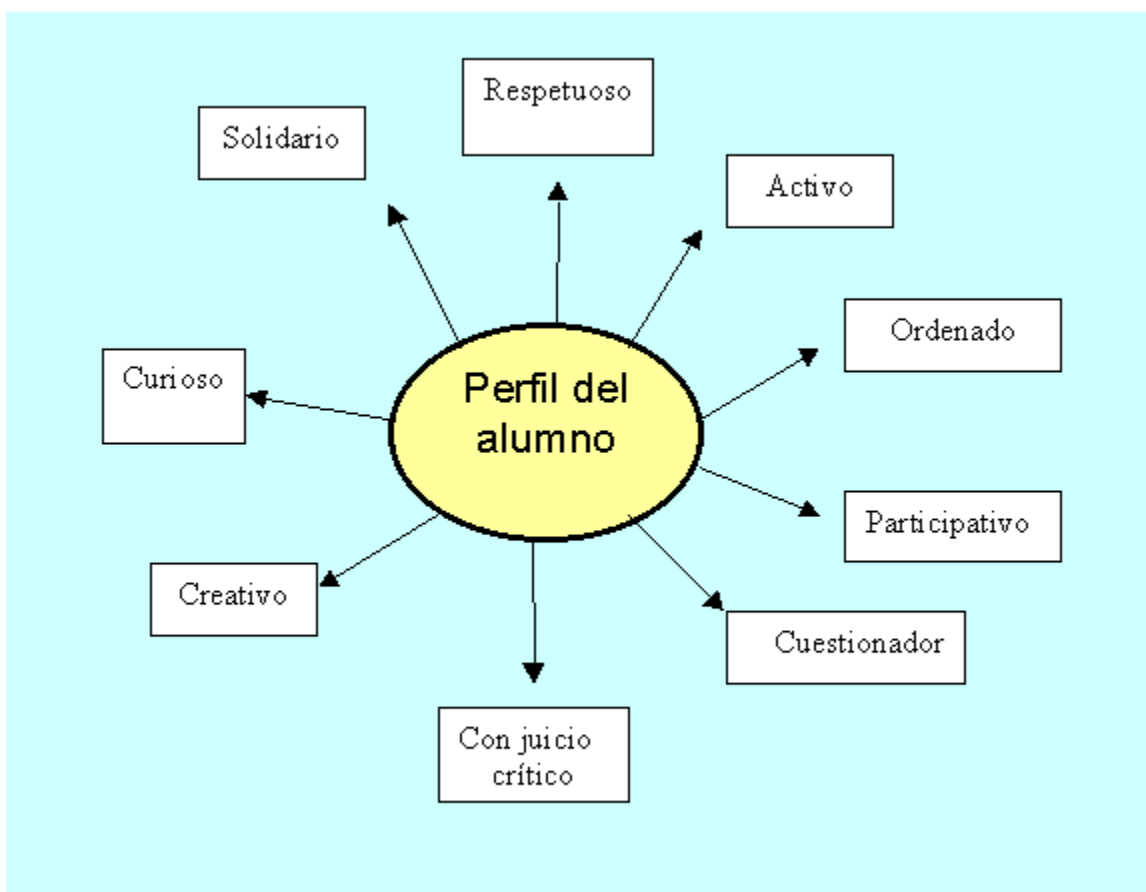 Respetuoso
Solidario
Activo
Ordenado
Curioso
Perfil del
alumno
Participativo
Creativo
Cuestionador
Con juicio
crítico